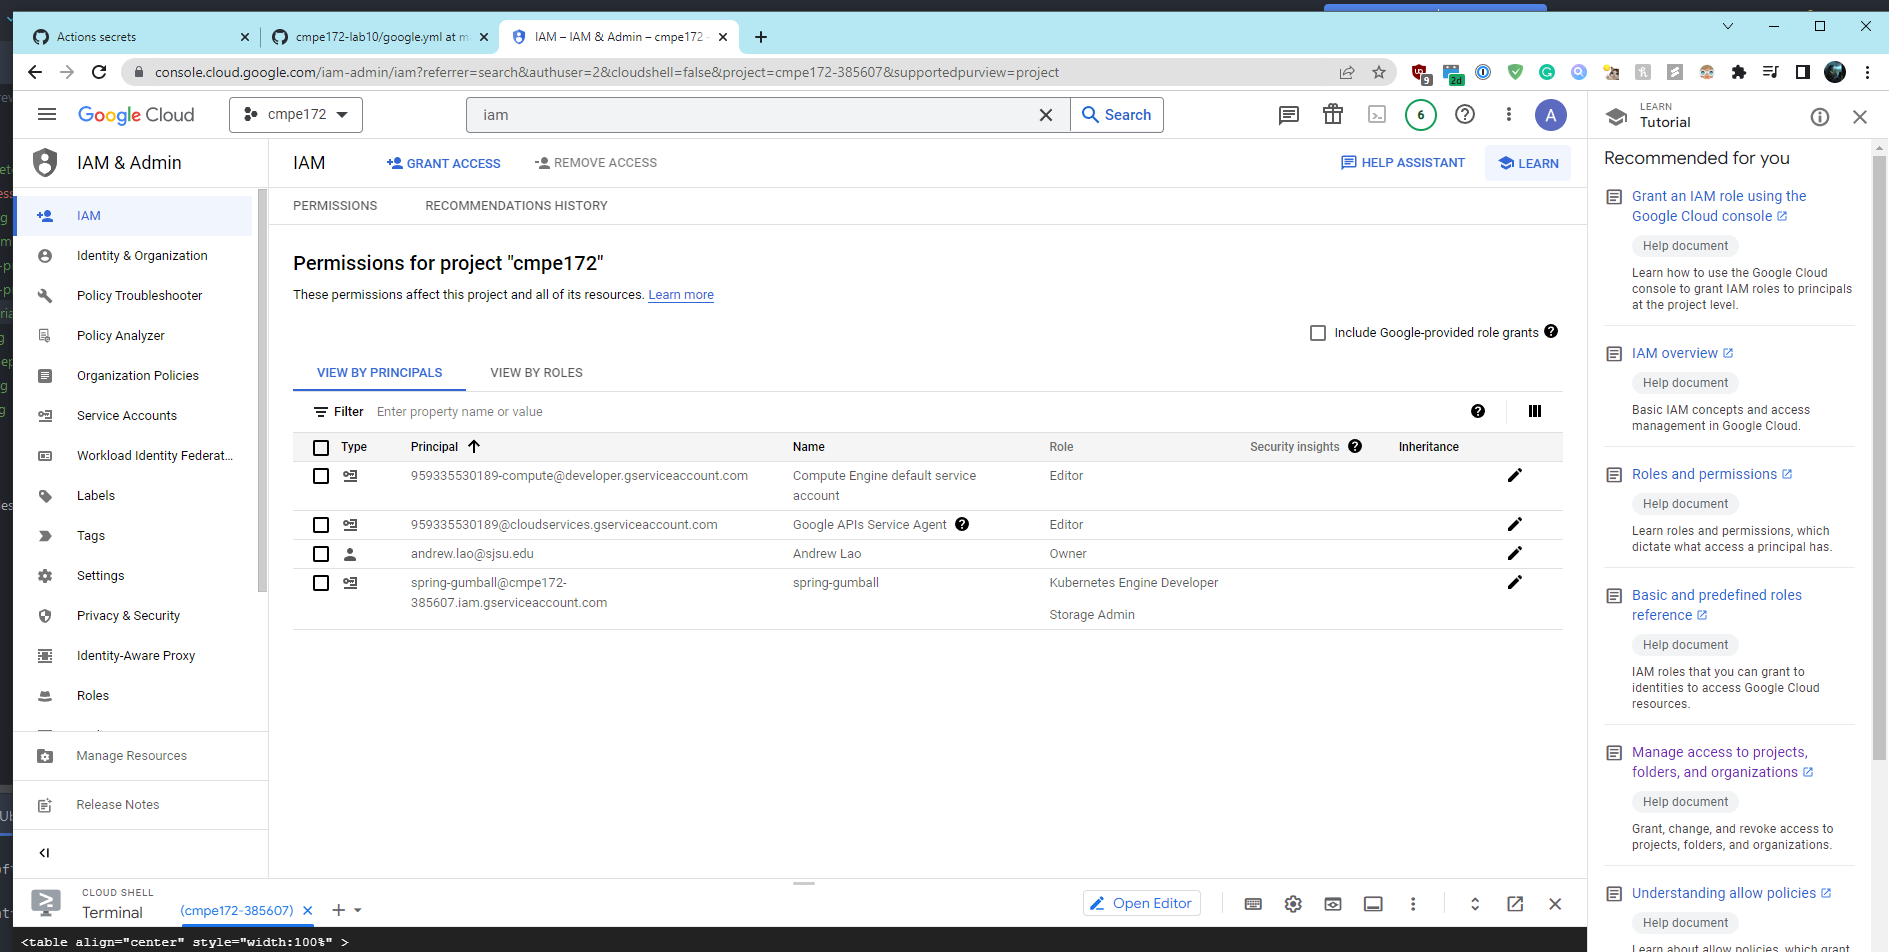 Actions secrets
cmpe172-lab10/google.yml at m
IAM – IAM & Admin – cmpe172 -
console.cloud.google.com/iam-admin/iam?referrer=search&authuser=2&cloudshell=false&project=cmpe172-385607&supportedpurview=project
9
2d
Google Cloud
cmpe172
iam
Search
6
A
LEARN
Tutorial
IAM & Admin
IAM
Identity & Organization
Policy Troubleshooter
Policy Analyzer
Organization Policies
Service Accounts
Workload Identity Federat...
Labels
Tags
Settings
Privacy & Security
Identity-Aware Proxy
Roles
Manage Resources
Release Notes
IAM
GRANT ACCESS
REMOVE ACCESS
HELP ASSISTANT
LEARN
PERMISSIONS
RECOMMENDATIONS HISTORY
Permissions for project "cmpe172"
These permissions affect this project and all of its resources. Learn more
Include Google-provided role grants
VIEW BY PRINCIPALS
VIEW BY ROLES
Filter Enter property name or value
Type Principal Name Role Security insights Inheritance
959335530189-compute@developer.gserviceaccount.com Compute Engine default service Editor
account
959335530189@cloudservices.gserviceaccount.com Google APIs Service Agent Editor
andrew.lao@sjsu.edu Andrew Lao Owner
spring-gumball@cmpe172- spring-gumball Kubernetes Engine Developer
385607.iam.gserviceaccount.com
Storage Admin
Recommended for you
Grant an IAM role using the
Google Cloud console
Help document
Learn how to use the Google Cloud
console to grant IAM roles to principals
at the project level.
IAM overview
Help document
Basic IAM concepts and access
management in Google Cloud.
Roles and permissions
Help document
Learn roles and permissions, which
dictate what access a principal has.
Basic and predefined roles
reference
Help document
IAM roles that you can grant to
identities to access Google Cloud
resources.
Manage access to projects,
folders, and organizations
Help document
Grant, change, and revoke access to
projects, folders, and organizations.
Understanding allow policies
Help document
Learn about allow policies, which grant
CLOUD SHELL
Terminal
(cmpe172-385607)
Open Editor
<table align="center" style="width:100%" >